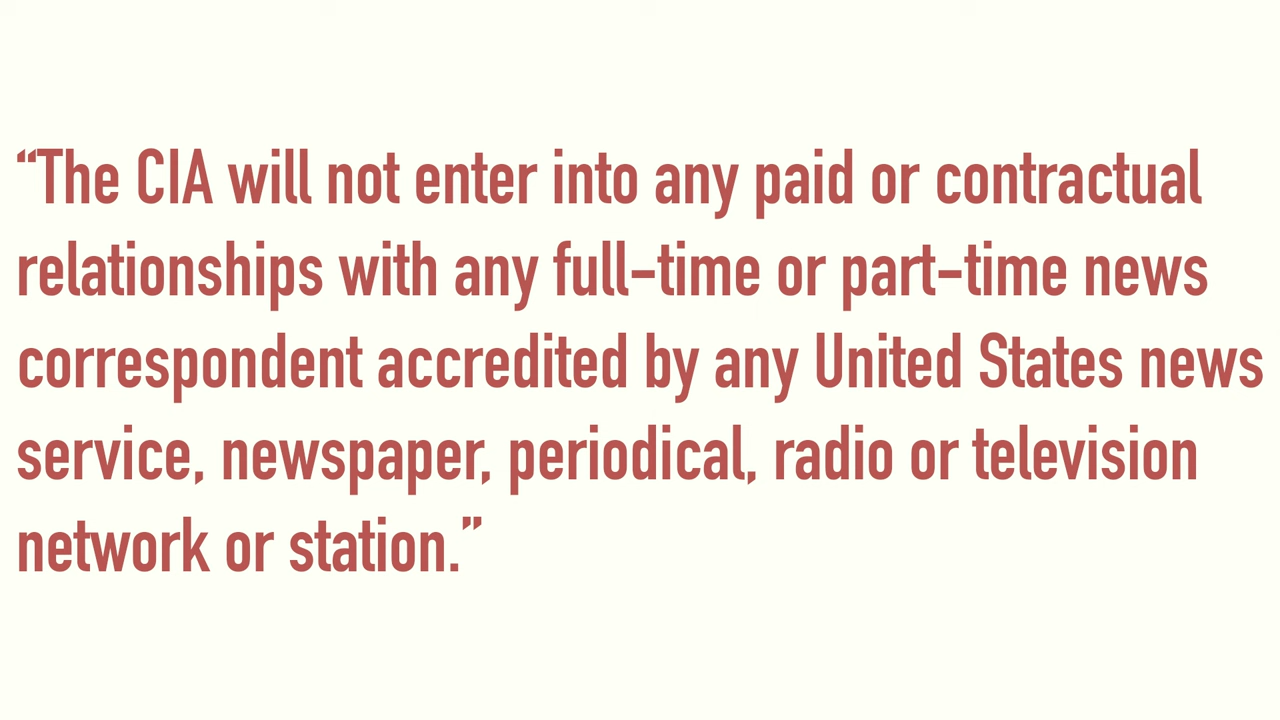 “The CIA will not enter into any paid or contractual
relationships with any full-time or part-time news
correspondent accredited by any United States news
service, newspaper, periodical, radio or television
network or station.”